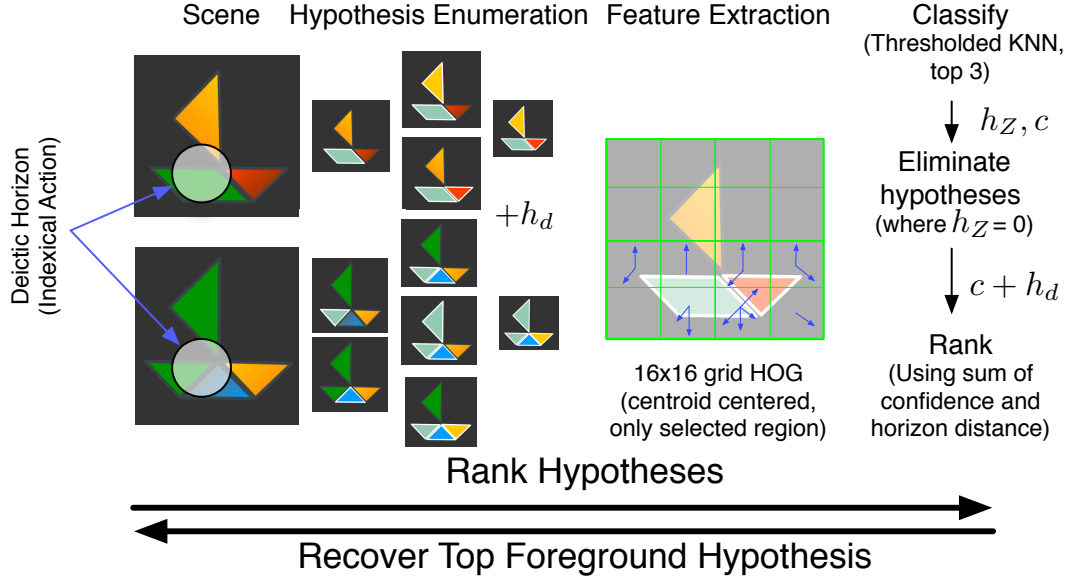 Scene
Hypothesis Enumeration
Feature Extraction
Classify
(Thresholded KNN,
top 3)
Deictic Horizon
(Indexical Action)
+h_d
h_Z, c
Eliminate
hypotheses
(where h_Z = 0)
c + h_d
16x16 grid HOG
(centroid centered,
only selected region)
Rank
(Using sum of
confidence and
horizon distance)
Rank Hypotheses
Recover Top Foreground Hypothesis